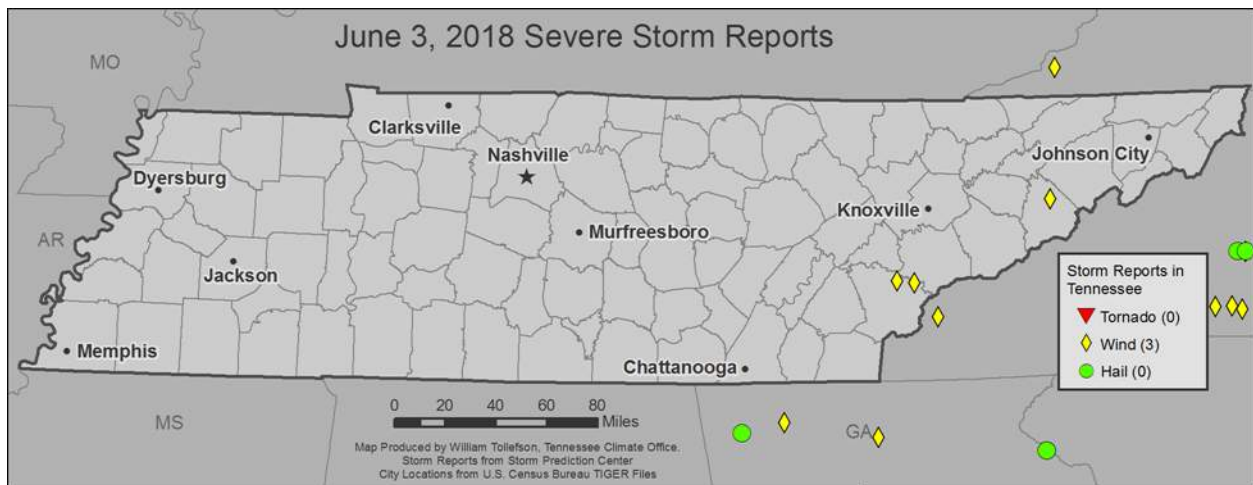 June 3, 2018 Severe Storm Reports
MO
Clarksville
Nashville
Johnson City
Dyersburg
Knoxville
AR
Murfreesboro
Jackson
Storm Reports in
Tennessee
Tornado (0)
Wind (3)
Hail (0)
Memphis
Chattanooga
0 20 40 60 80
Miles
MS
GA
Map Produced by William Tollefson, Tennessee Climate Office.
Storm Reports from Storm Prediction Center
City Locations from U.S. Census Bureau TIGER Files